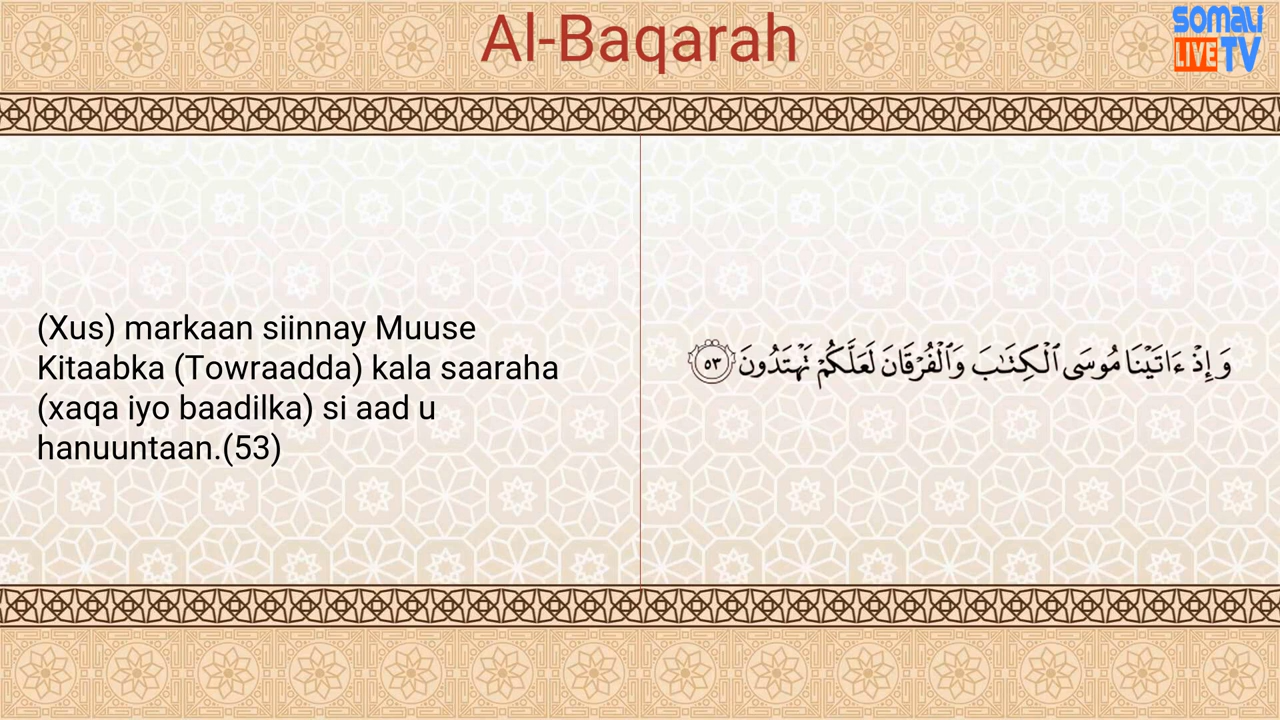 Al-Baqarah
SOMALI
LIVE TV
(Xus) markaan siinnay Muuse
Kitaabka (Towraadda) kala saaraha
(xaqa iyo baadilka) si aad u
hanuuntaan.(53)
وَإِذْ ءَاتَيْنَا مُوسَى ٱلْكِتَٰبَ وَٱلْفُرْقَانَ لَعَلَّكُمْ تَهْتَدُونَ ٥٣